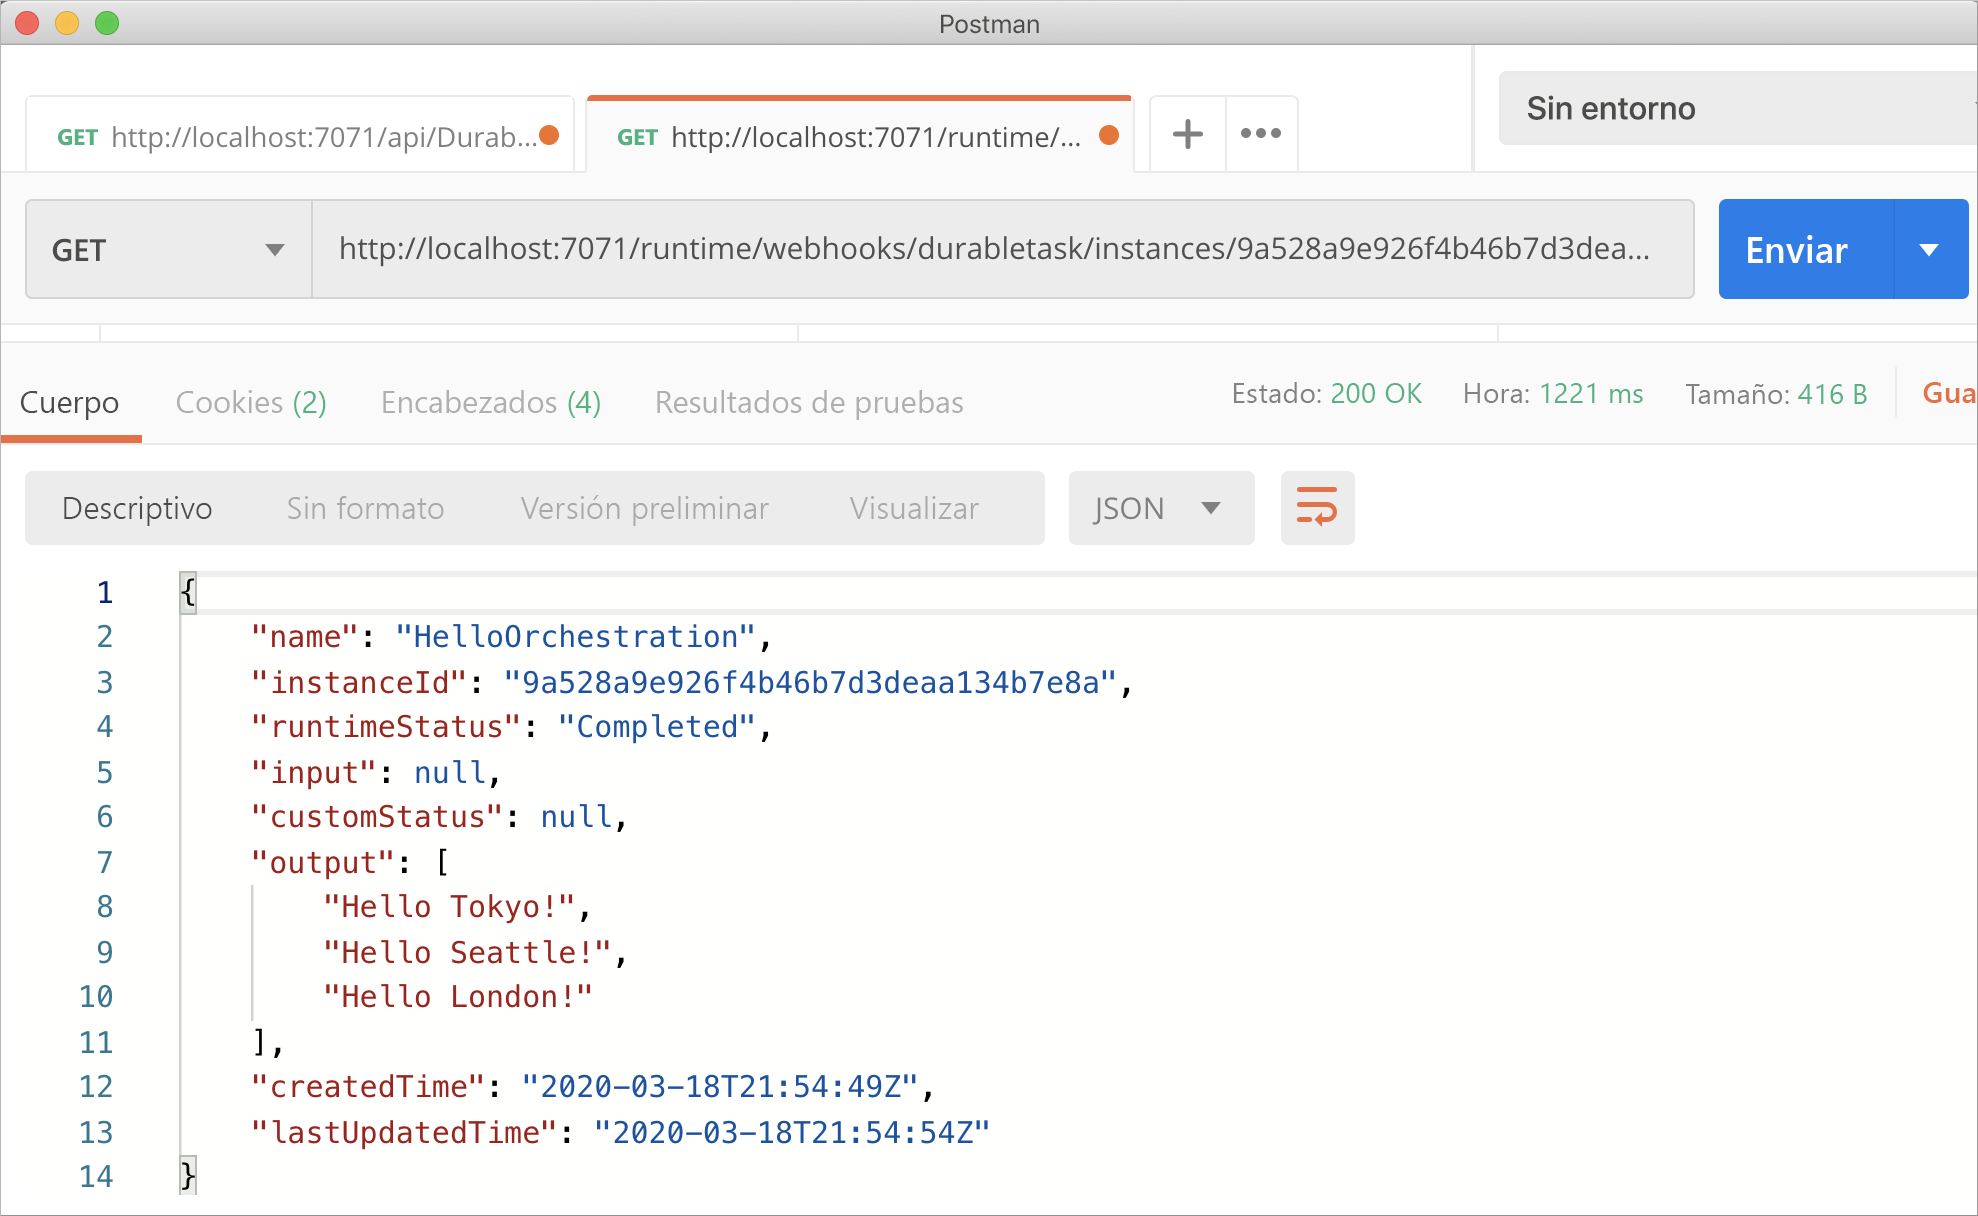 Postman
GET http://localhost:7071/api/Durab...
GET http://localhost:7071/runtime/...
Sin entorno
GET
http://localhost:7071/runtime/webhooks/durabletask/instances/9a528a9e926f4b46b7d3dea...
Enviar
Cuerpo Cookies (2) Encabezados (4) Resultados de pruebas Estado: 200 OK Hora: 1221 ms Tamaño: 416 B Gua
Descriptivo Sin formato Versión preliminar Visualizar JSON
1 {
2 "name": "HelloOrchestration",
3 "instanceId": "9a528a9e926f4b46b7d3deaa134b7e8a",
4 "runtimeStatus": "Completed",
5 "input": null,
6 "customStatus": null,
7 "output": [
8 "Hello Tokyo!",
9 "Hello Seattle!",
10 "Hello London!"
11 ],
12 "createdTime": "2020-03-18T21:54:49Z",
13 "lastUpdatedTime": "2020-03-18T21:54:54Z"
14 }